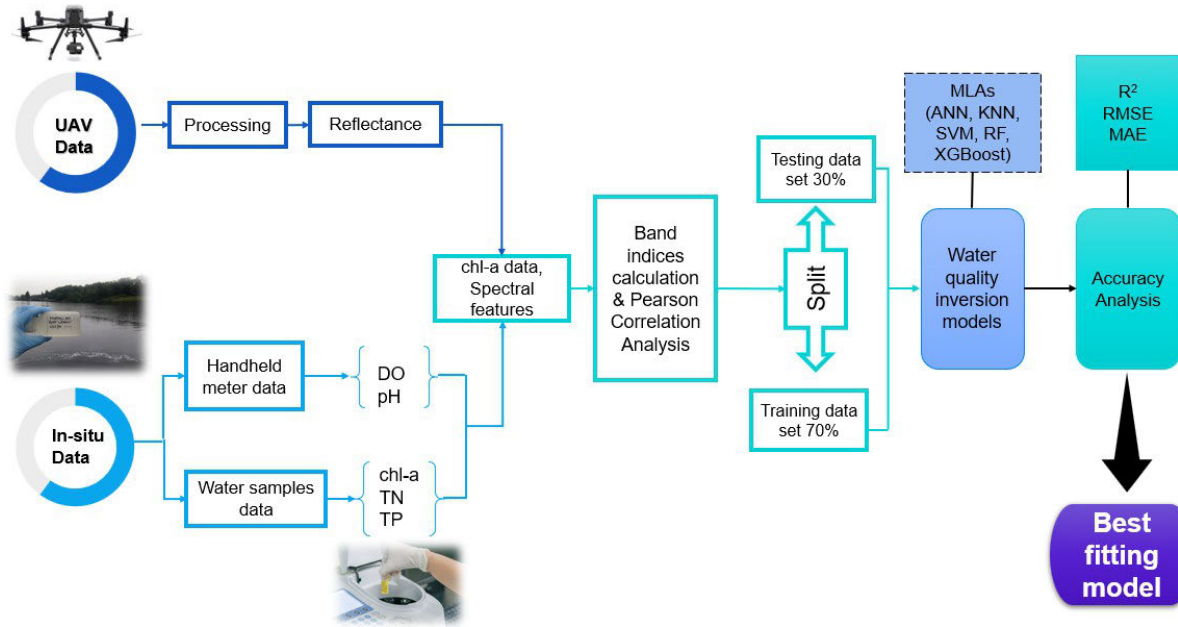 UAV
Data
Processing
Reflectance
In-situ
Data
Handheld
meter data
DO
pH
Water samples
data
chl-a
TN
TP
chl-a data,
Spectral
features
Band
indices
calculation
& Pearson
Correlation
Analysis
Testing data
set 30%
Split
Training data
set 70%
MLAs
(ANN, KNN,
SVM, RF,
XGBoost)
Water
quality
inversion
models
R²
RMSE
MAE
Accuracy
Analysis
Best
fitting
model